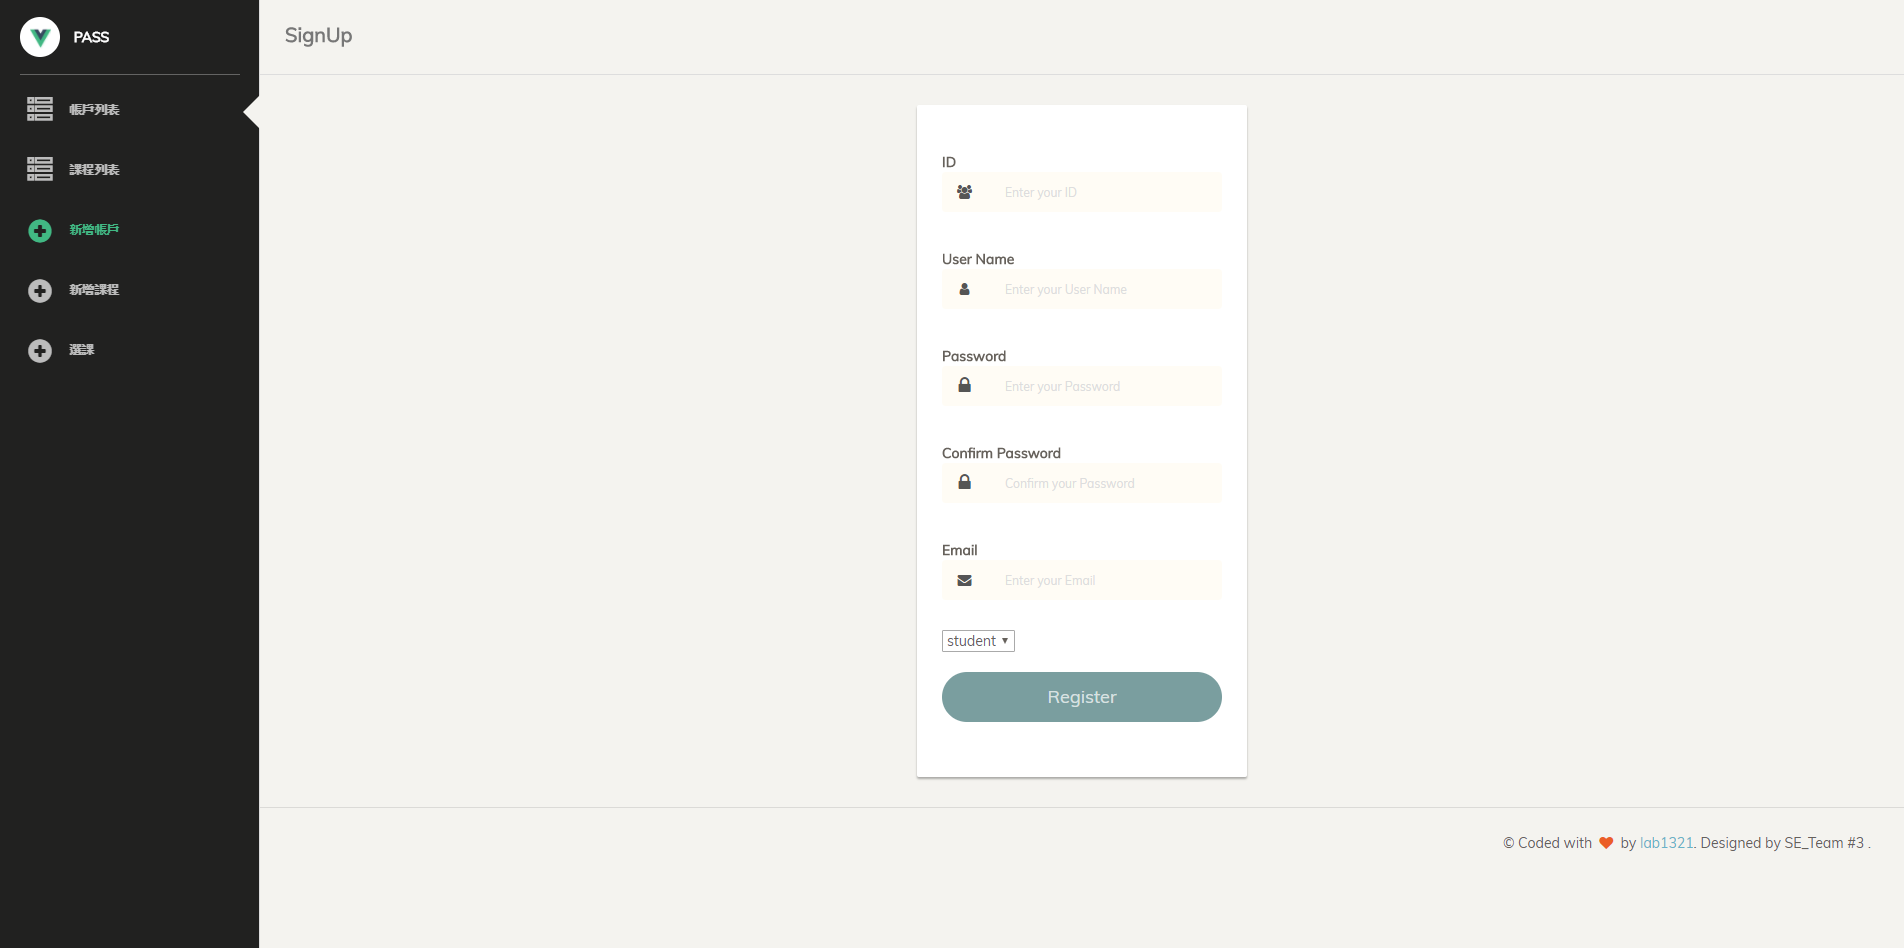 PASS
帳戶列表
課程列表
新增帳戶
新增課程
選課
SignUp
ID
Enter your ID
User Name
Enter your User Name
Password
Enter your Password
Confirm Password
Confirm your Password
Email
Enter your Email
student
Register
© Coded with by lab1321. Designed by SE_Team #3 .